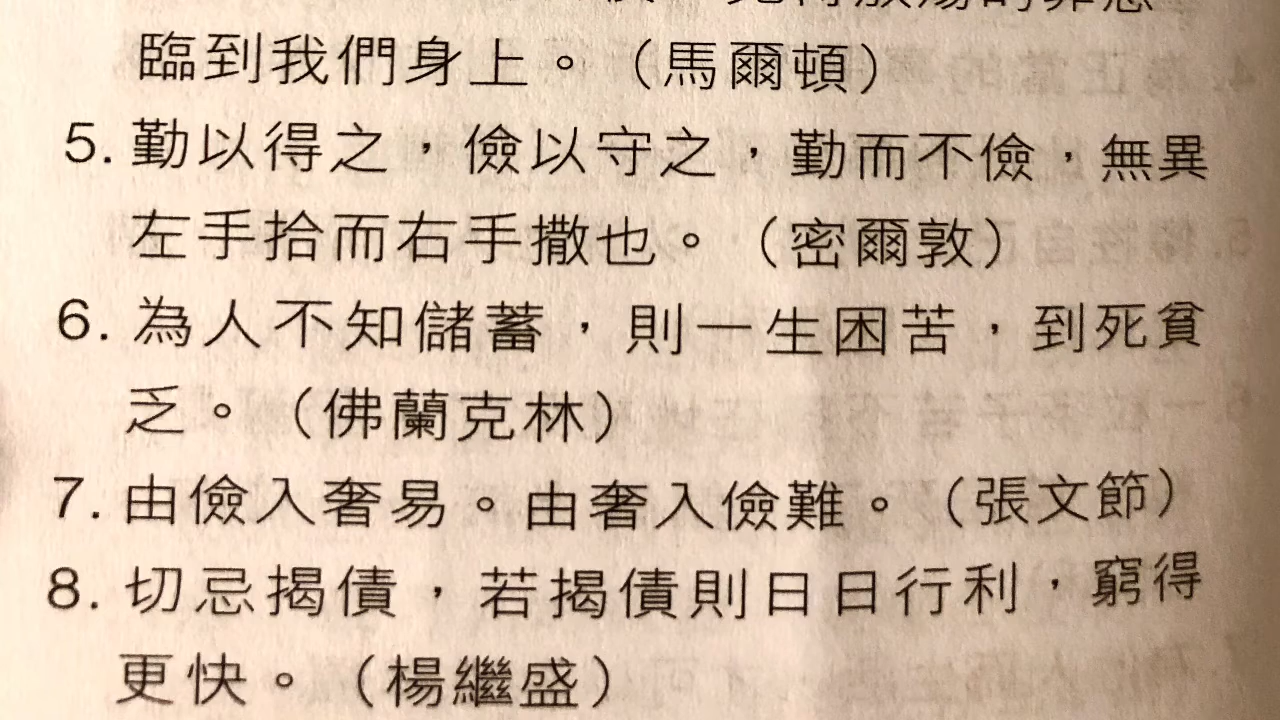 臨到我們身上。（馬爾頓）
5. 勤以得之，儉以守之，勤而不儉，無異
左手拾而右手撒也。（密爾敦）
6. 為人不知儲蓄，則一生困苦，到死貧
乏。（佛蘭克林）
7. 由儉入奢易。由奢入儉難。（張文節）
8. 切忌揭債，若揭債則日日行利，窮得
更快。（楊繼盛）